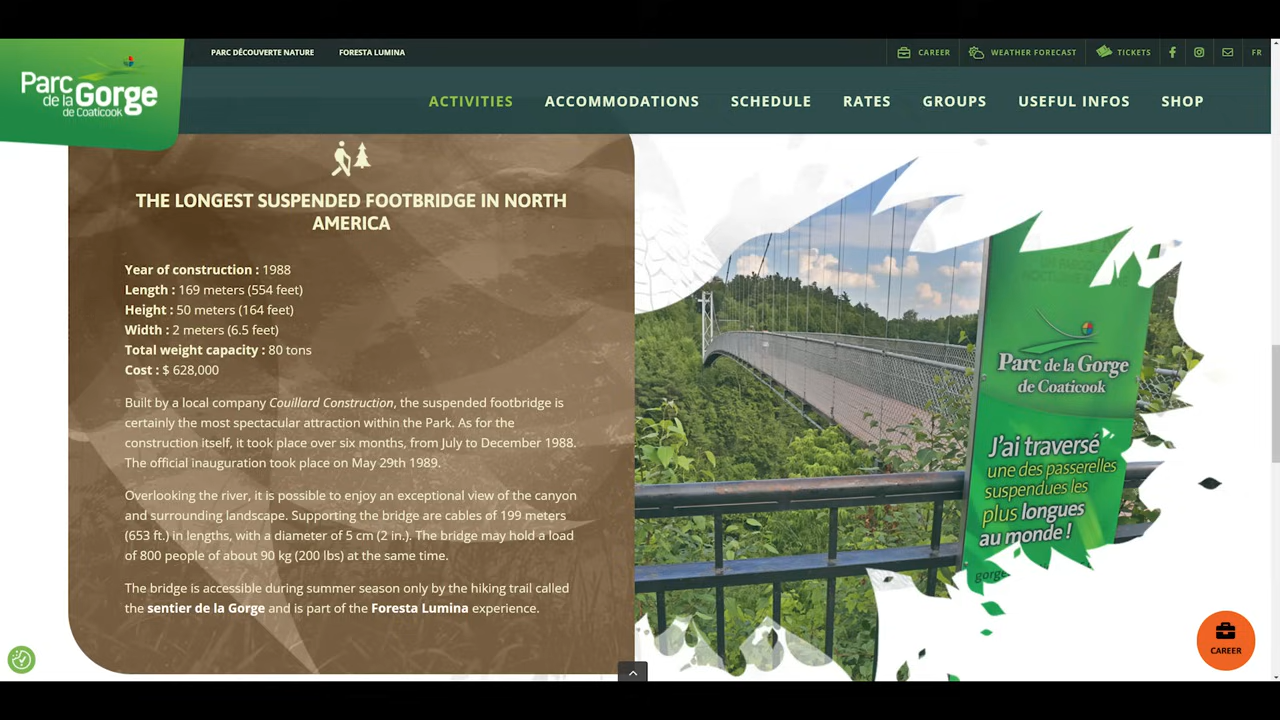 PARC DÉCOUVERTE NATURE FORESTA LUMINA CAREER WEATHER FORECAST TICKETS FR
Parc
de la Gorge
de Coaticook
ACTIVITIES ACCOMMODATIONS SCHEDULE RATES GROUPS USEFUL INFOS SHOP
THE LONGEST SUSPENDED FOOTBRIDGE IN NORTH
AMERICA
Year of construction : 1988
Length : 169 meters (554 feet)
Height : 50 meters (164 feet)
Width : 2 meters (6.5 feet)
Total weight capacity : 80 tons
Cost : $ 628,000
Built by a local company Couillard Construction, the suspended footbridge is
certainly the most spectacular attraction within the Park. As for the
construction itself, it took place over six months, from July to December 1988.
The official inauguration took place on May 29th 1989.
Overlooking the river, it is possible to enjoy an exceptional view of the canyon
and surrounding landscape. Supporting the bridge are cables of 199 meters
(653 ft.) in lengths, with a diameter of 5 cm (2 in.). The bridge may hold a load
of 800 people of about 90 kg (200 lbs) at the same time.
The bridge is accessible during summer season only by the hiking trail called
the sentier de la Gorge and is part of the Foresta Lumina experience.
Parc de la Gorge
de Coaticook
J'ai traversé
une des passerelles
suspendues les
plus longues
au monde !
gorge
CAREER